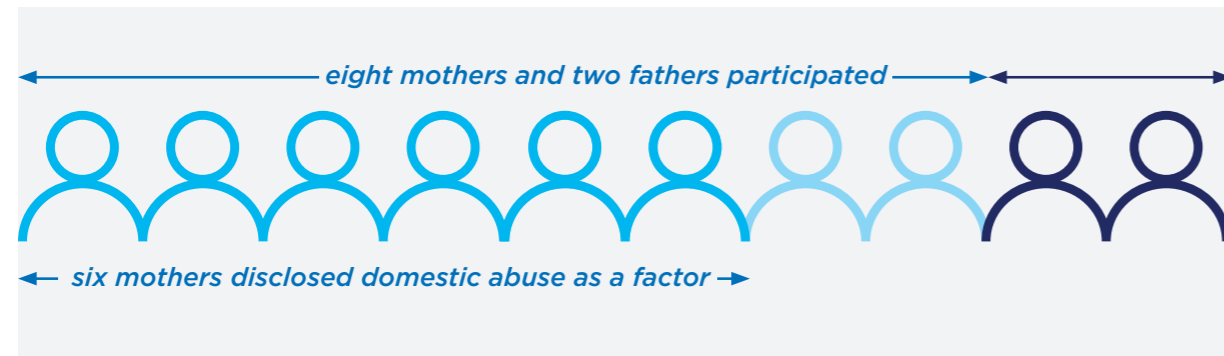 eight mothers and two fathers participated
six mothers disclosed domestic abuse as a factor